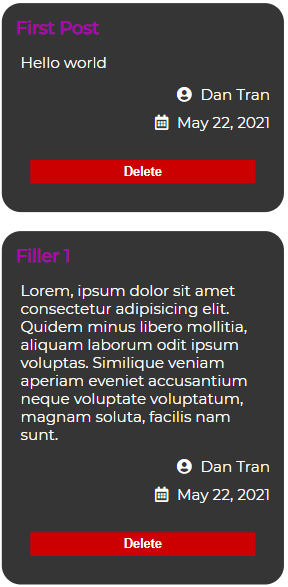 First Post
Hello world
Dan Tran
May 22, 2021
Delete
Filler 1
Lorem, ipsum dolor sit amet
consectetur adipisicing elit.
Quidem minus libero mollitia,
aliquam laborum odit ipsum
voluptas. Similique veniam
aperiam eveniet accusantium
neque voluptate voluptatum,
magnam soluta, facilis nam
sunt.
Dan Tran
May 22, 2021
Delete